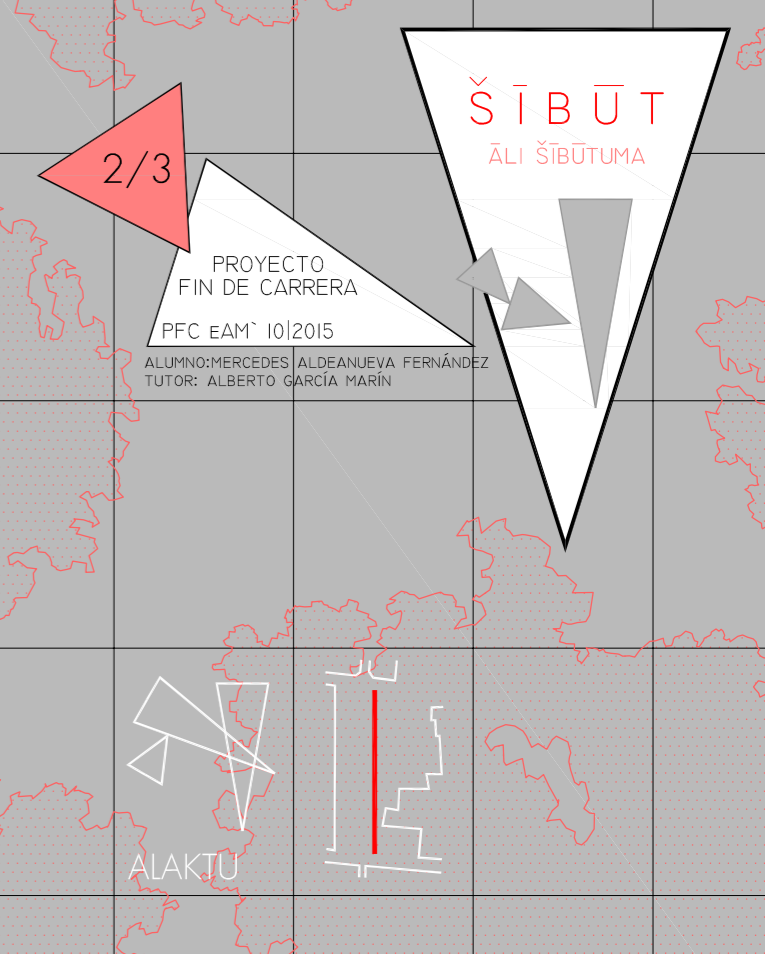 ŠĪBŪT
ĀLI ŠĪBŪTUMA
2/3
PROYECTO
FIN DE CARRERA
PFC eAM` 10|2015
ALUMNO:MERCEDES ALDEANUEVA FERNÁNDEZ
TUTOR: ALBERTO GARCÍA MARÍN
ALAKTU